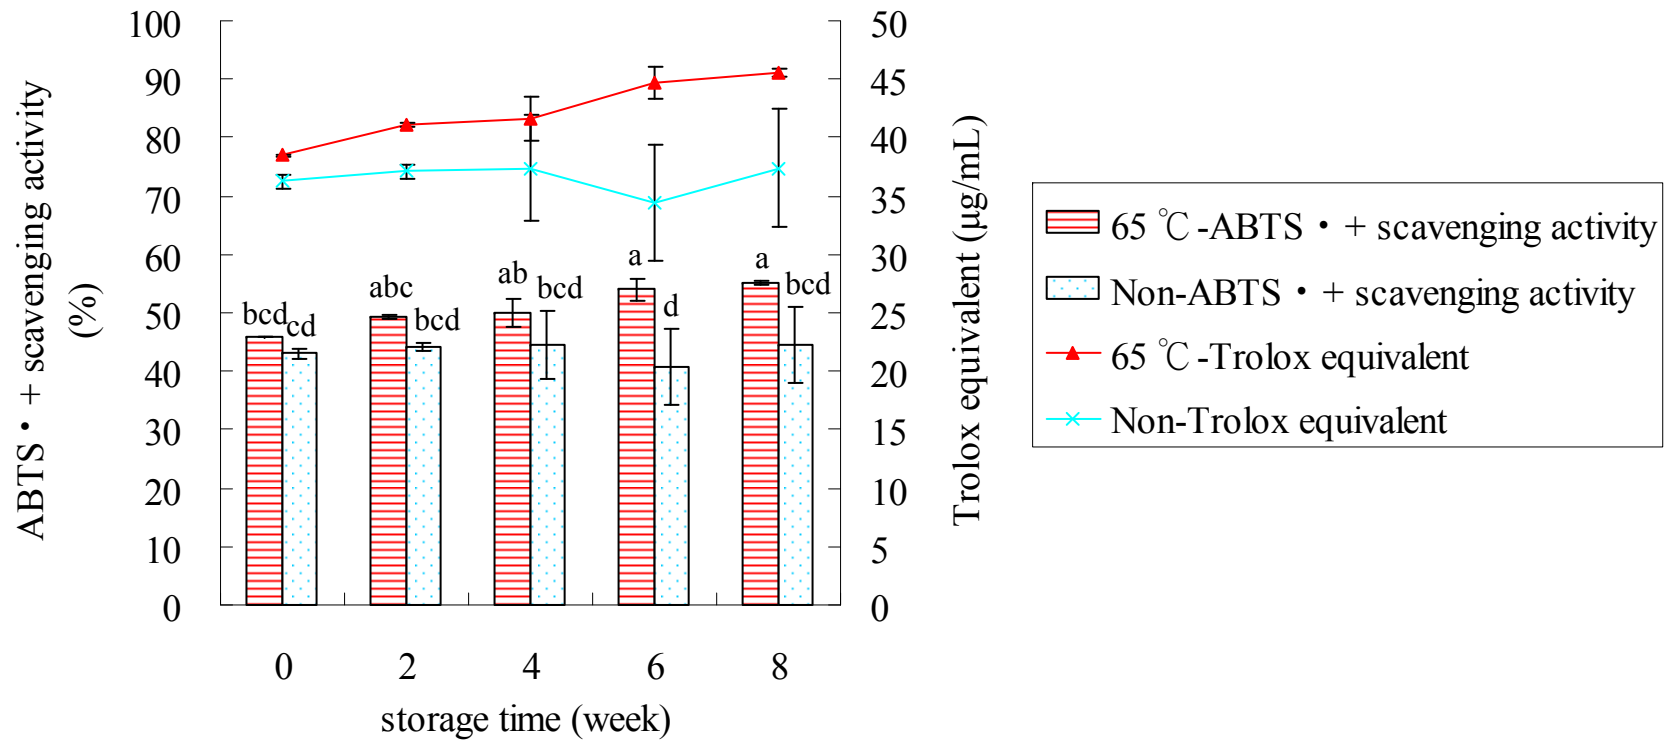 ABTS・+ scavenging activity
(%)
100
90
80
70
60
50
40
30
20
10
0
bcd
cd
abc
bcd
ab
bcd
a
d
a
bcd
50
45
40
35
30
25
20
15
10
5
0
Trolox equivalent (μg/mL)
0 2 4 6 8
storage time (week)
65 ℃-ABTS・+ scavenging activity
Non-ABTS・+ scavenging activity
65 ℃-Trolox equivalent
Non-Trolox equivalent